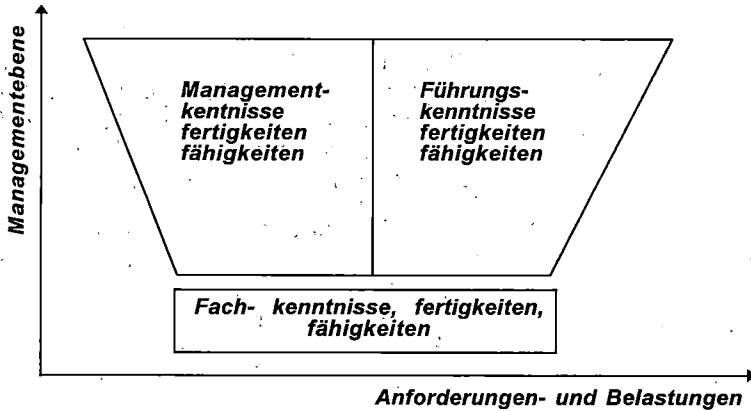 Managementebene
Management-
kentnisse
fertigkeiten
fähigkeiten
Führungs-
kenntnisse
fertigkeiten
fähigkeiten
Fach- kenntnisse, fertigkeiten,
fähigkeiten
Anforderungen- und Belastungen